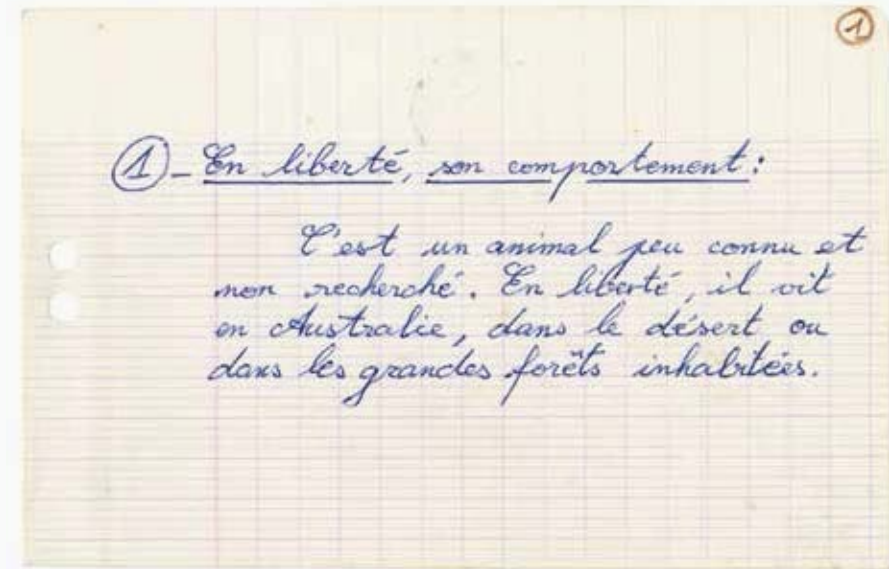 1
1 - En liberté, son comportement :
C'est un animal peu connu et
non recherché. En liberté, il vit
en Australie, dans le désert ou
dans les grandes forêts inhabitées.